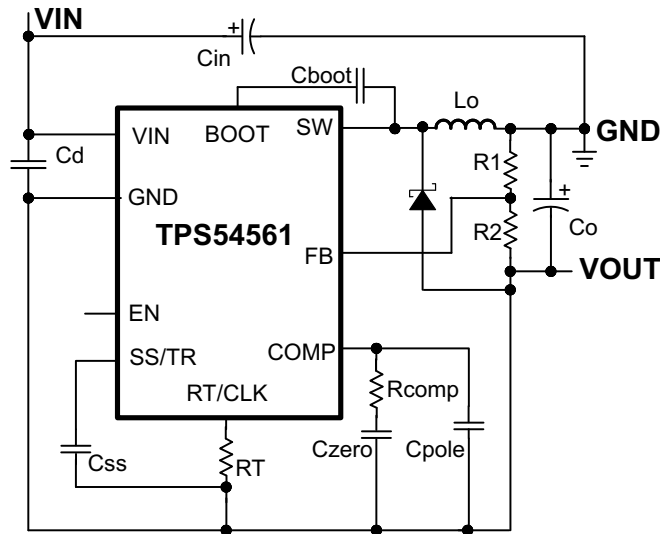 VIN
Cin
Cboot
Lo
VIN
BOOT
SW
GND
Cd
R1
GND
TPS54561
R2
Co
FB
VOUT
EN
SS/TR
COMP
RT/CLK
Rcomp
Css
RT
Czero
Cpole